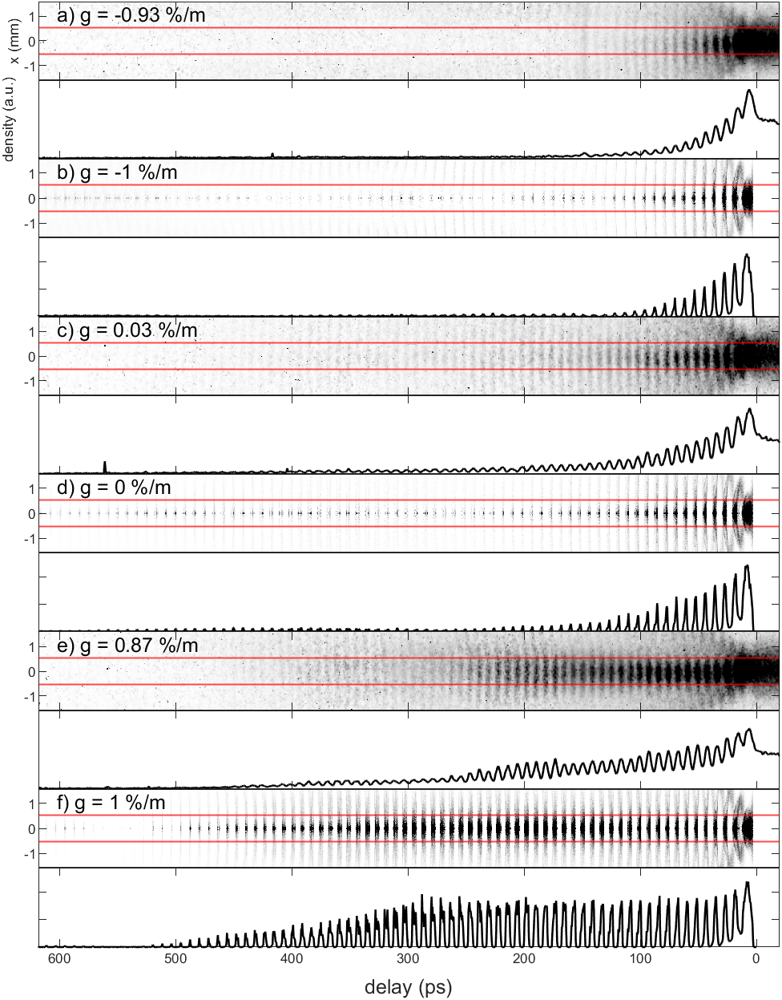 a) g = -0.93 %/m
x (mm)
1
0
-1
density (a.u.)
b) g = -1 %/m
1
0
-1
c) g = 0.03 %/m
1
0
-1
d) g = 0 %/m
1
0
-1
e) g = 0.87 %/m
1
0
-1
f) g = 1 %/m
1
0
-1
600 500 400 300 200 100 0
delay (ps)